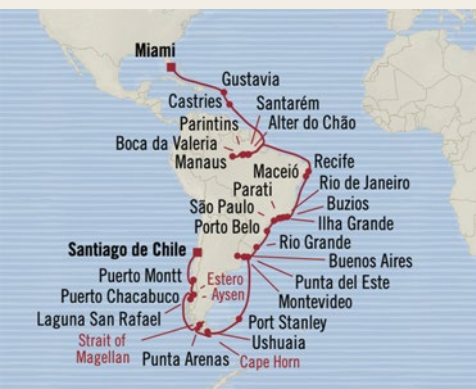 Miami
Gustavia
Castries
Santarém
Parintins
Alter do Chão
Boca da Valeria
Manaus
Recife
Maceió
Parati
Rio de Janeiro
São Paulo
Buzios
Porto Belo
Ilha Grande
Rio Grande
Santiago de Chile
Buenos Aires
Puerto Montt
Estero
Aysen
Punta del Este
Puerto Chacabuco
Montevideo
Laguna San Rafael
Port Stanley
Strait of
Magellan
Ushuaia
Punta Arenas
Cape Horn